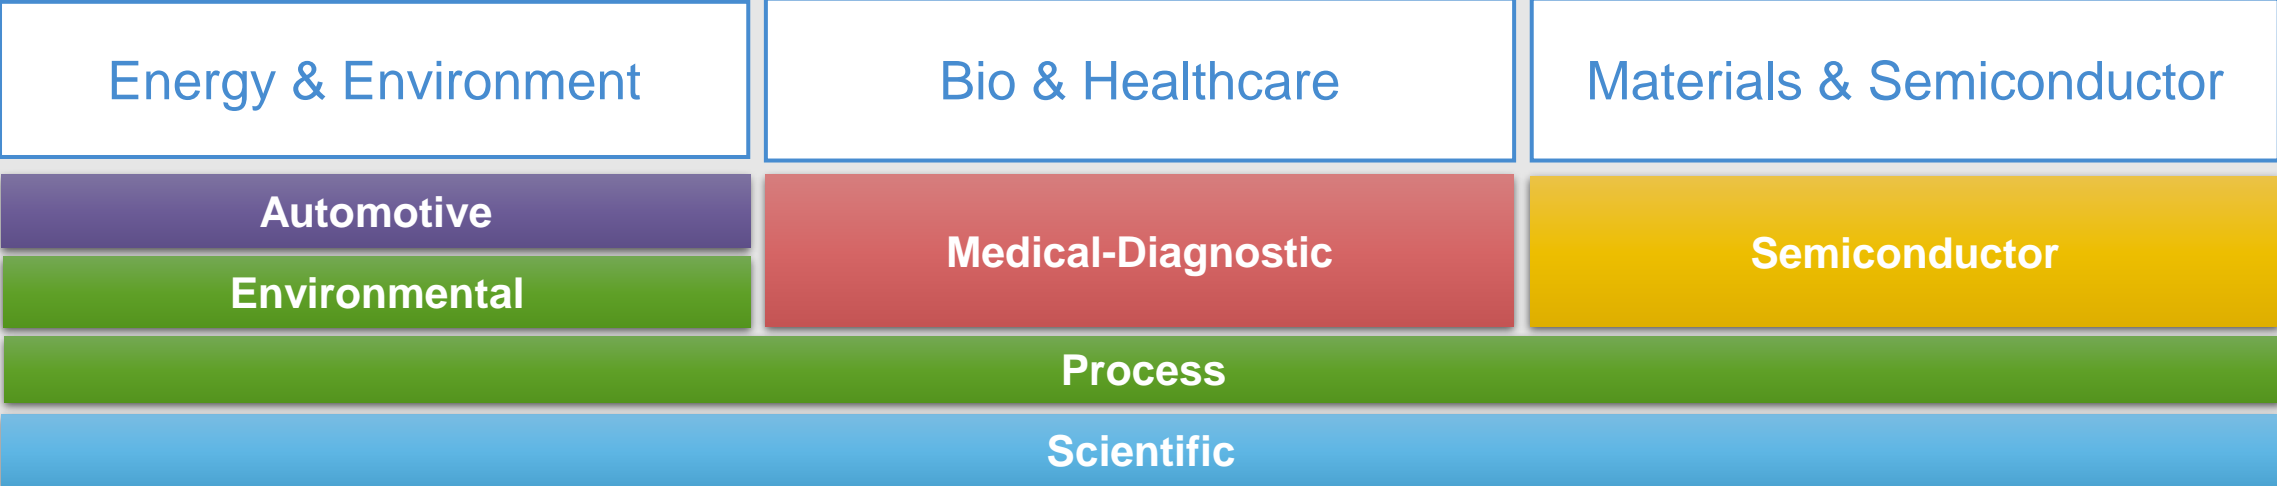 Energy & Environment
Bio & Healthcare
Materials & Semiconductor
Automotive
Environmental
Medical-Diagnostic
Semiconductor
Process
Scientific